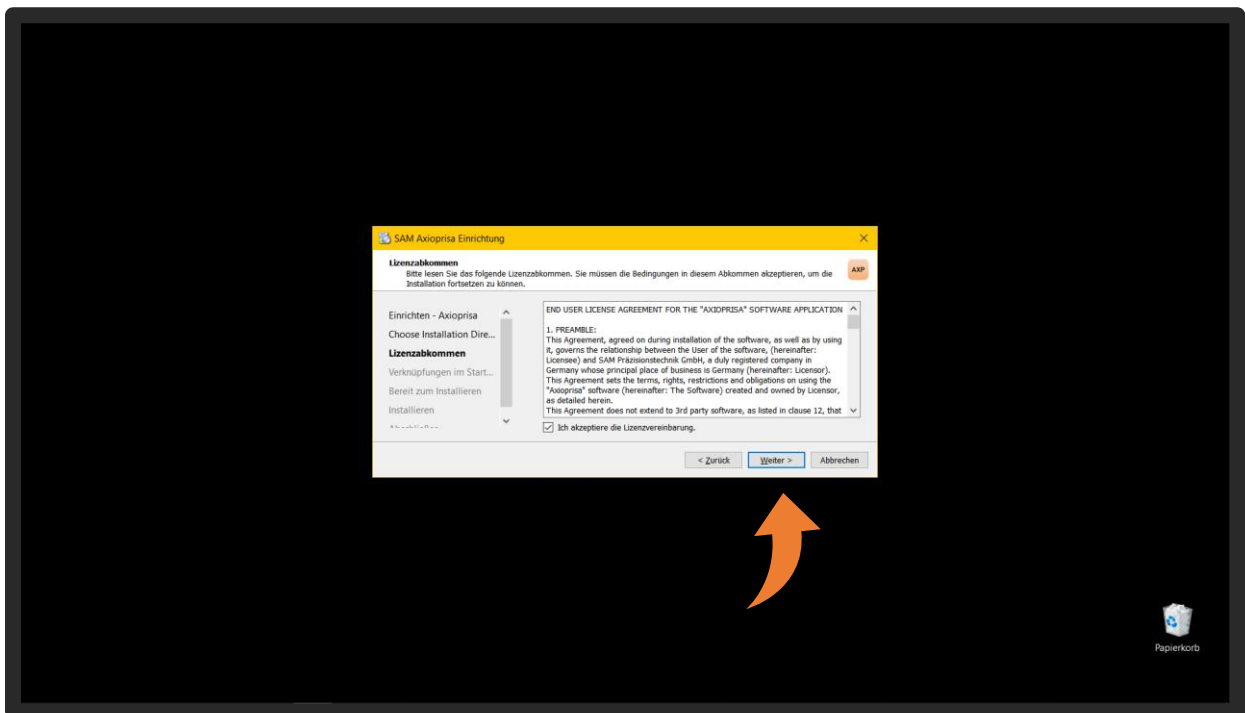 SAM Axioprisa Einrichtung
Lizenzabkommen
Bitte lesen Sie das folgende Lizenzabkommen. Sie müssen die Bedingungen in diesem Abkommen akzeptieren, um die
Installation fortsetzen zu können.
AXP
Einrichten - Axioprisa
Choose Installation Dire...
Lizenzabkommen
Verknüpfungen im Start...
Bereit zum Installieren
Installieren
END USER LICENSE AGREEMENT FOR THE "AXIOPRISA" SOFTWARE APPLICATION
1. PREAMBLE:
This Agreement, agreed on during installation of the software, as well as by using
it, governs the relationship between the User of the software, (hereinafter:
Licensee) and SAM Präzisionstechnik GmbH, a duly registered company in
Germany whose principal place of business is Germany (hereinafter: Licensor).
This Agreement sets the terms, rights, restrictions and obligations on using the
"Axioprisa" software (hereinafter: The Software) created and owned by Licensor,
as detailed herein.
This Agreement does not extend to 3rd party software, as listed in clause 12, that
Ich akzeptiere die Lizenzvereinbarung.
< Zurück
Weiter >
Abbrechen
Papierkorb